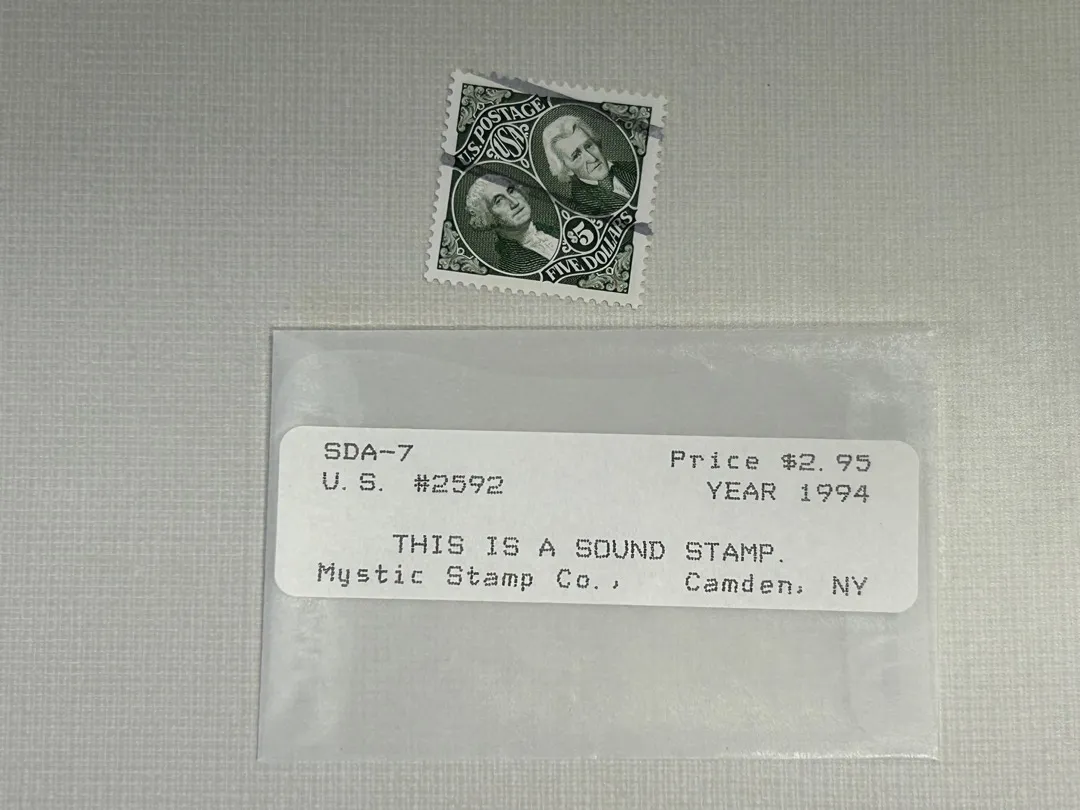 U.S. POSTAGE
USA
$5
FIVE DOLLARS
SDA-7 Price $2.95
U.S. #2592 YEAR 1994
THIS IS A SOUND STAMP.
Mystic Stamp Co., Camden, NY